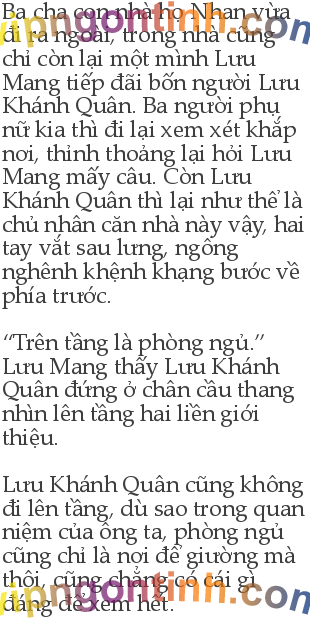 Ba cha con nhà họ Nhan vừa
đi ra ngoài, trong nhà cũng
chỉ còn lại một mình Lưu
Mang tiếp đãi bốn người Lưu
Khánh Quân. Ba người phụ
nữ kia thì đi lại xem xét khắp
nơi, thỉnh thoảng lại hỏi Lưu
Mang mấy câu. Còn Lưu
Khánh Quân thì lại như thể là
chủ nhân căn nhà này vậy, hai
tay vắt sau lưng, ngông
nghênh khệnh khạng bước về
phía trước.
“Trên tầng là phòng ngủ.”
Lưu Mang thấy Lưu Khánh
Quân đứng ở chân cầu thang
nhìn lên tầng hai liền giới
thiệu.
Lưu Khánh Quân cũng không
đi lên tầng, dù sao trong quan
niệm của ông ta, phòng ngủ
cũng chỉ là nơi để giường mà
thôi, cũng chẳng có cái gì
đáng để xem hết.
vipngontinh.com
vipngontinh.com